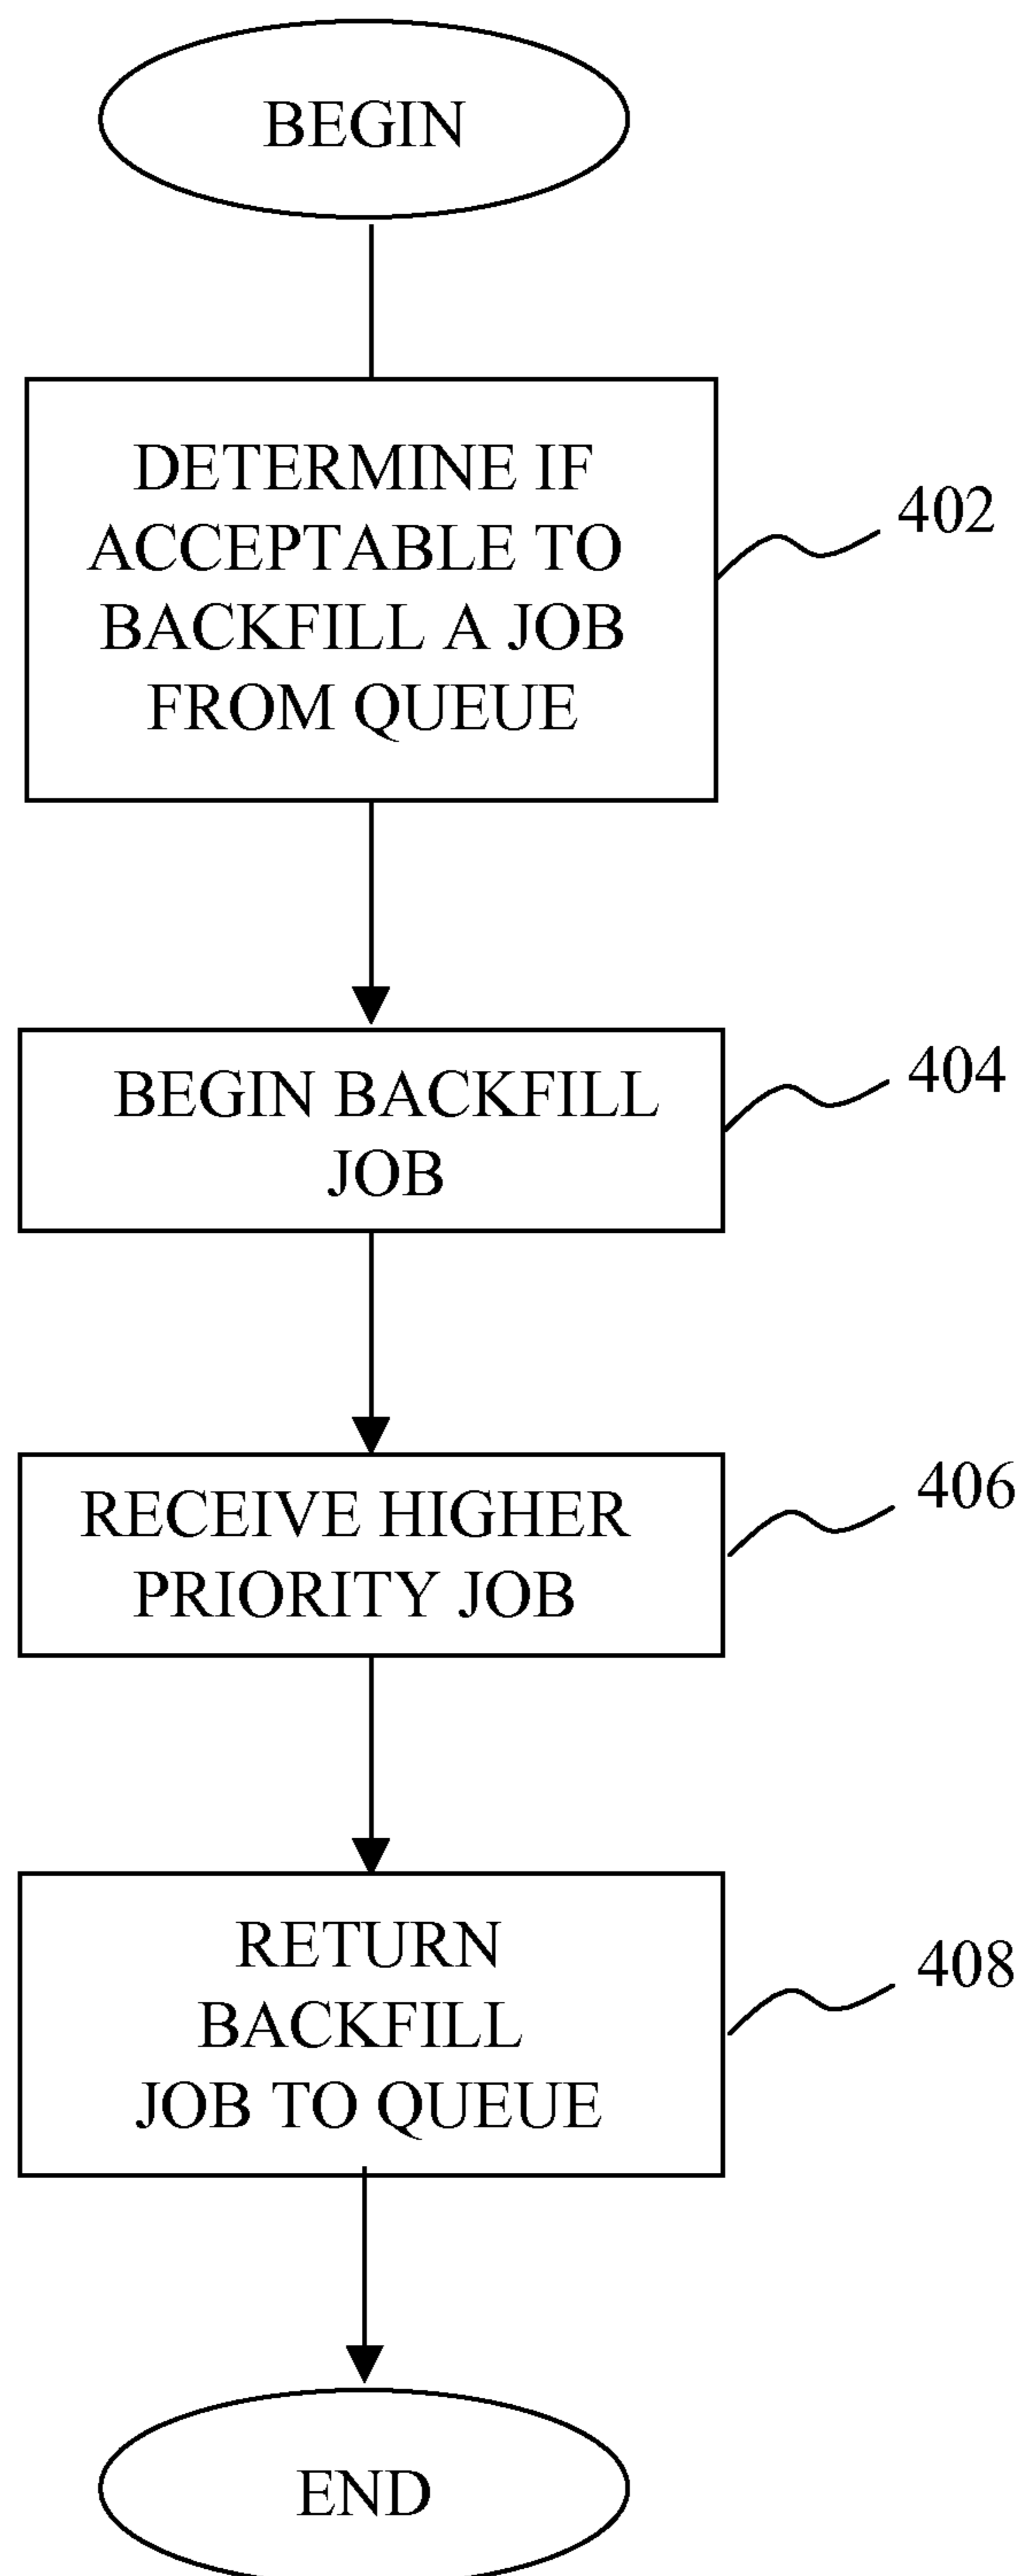 BEGIN
DETERMINE IF
ACCEPTABLE TO
BACKFILL A JOB
FROM QUEUE
402
BEGIN BACKFILL
JOB
404
RECEIVE HIGHER
PRIORITY JOB
406
RETURN
BACKFILL
JOB TO QUEUE
408
END